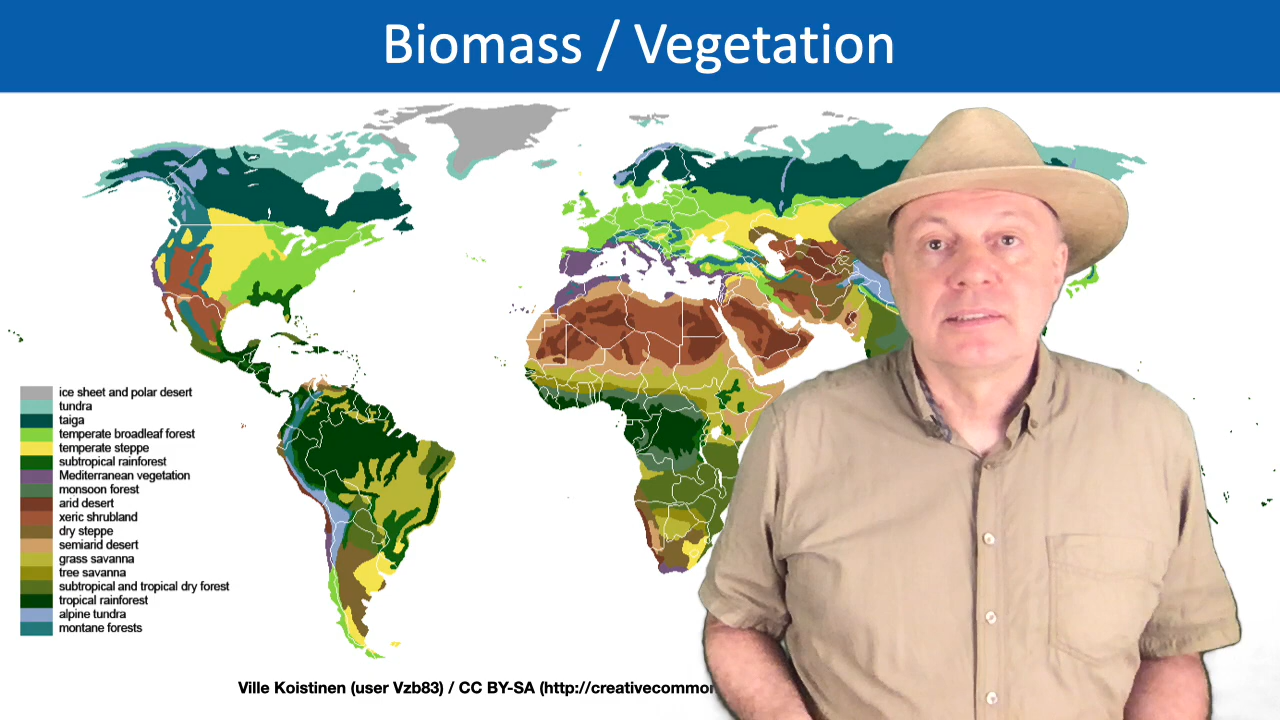 Biomass / Vegetation
ice sheet and polar desert
tundra
taiga
temperate broadleaf forest
temperate steppe
subtropical rainforest
Mediterranean vegetation
monsoon forest
arid desert
xeric shrubland
dry steppe
semiarid desert
grass savanna
tree savanna
subtropical and tropical dry forest
tropical rainforest
alpine tundra
montane forests
Ville Koistinen (user Vzb83) / CC BY-SA (http://creativecommor